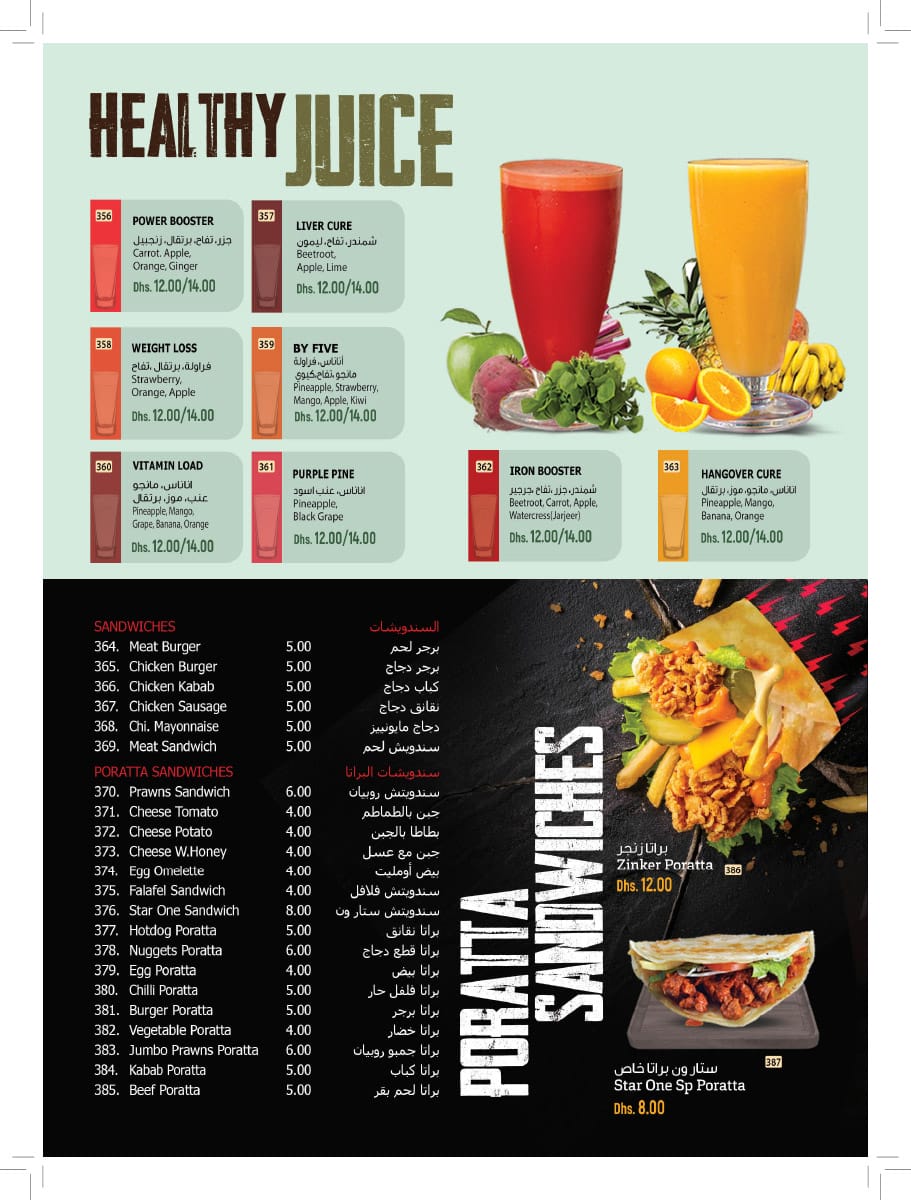 HEALTHY JUICE
356
POWER BOOSTER
جزر، تفاح، برتقال، زنجبيل
Carrot. Apple,
Orange, Ginger
Dhs. 12.00/14.00
357
LIVER CURE
شمندر، تفاح، ليمون
Beetroot,
Apple, Lime
Dhs. 12.00/14.00
358
WEIGHT LOSS
فراولة، برتقال، تفاح
Strawberry,
Orange, Apple
Dhs. 12.00/14.00
359
BY FIVE
أناناس، فراولة
مانجو،تفاح،كيوي
Pineapple, Strawberry,
Mango, Apple, Kiwi
Dhs. 12.00/14.00
360
VITAMIN LOAD
اناناس، مانجو
عنب، موز، برتقال
Pineapple, Mango,
Grape, Banana, Orange
Dhs. 12.00/14.00
361
PURPLE PINE
اناناس، عنب اسود
Pineapple,
Black Grape
Dhs. 12.00/14.00
362
IRON BOOSTER
شمندر، جزر، تفاح، جرجير
Beetroot, Carrot, Apple,
Watercress(Jarjeer)
Dhs. 12.00/14.00
363
HANGOVER CURE
اناناس، مانجو، موز، برتقال
Pineapple, Mango,
Banana, Orange
Dhs. 12.00/14.00
SANDWICHES السندويشات
364. Meat Burger 5.00 برجر لحم
365. Chicken Burger 5.00 برجر دجاج
366. Chicken Kabab 5.00 كباب دجاج
367. Chicken Sausage 5.00 نقانق دجاج
368. Chi. Mayonnaise 5.00 دجاج مايونييز
369. Meat Sandwich 5.00 سندويش لحم
PORATTA SANDWICHES سندويشات البراتا
370. Prawns Sandwich 6.00 سندويتش روبيان
371. Cheese Tomato 4.00 جبن بالطماطم
372. Cheese Potato 4.00 بطاطا بالجبن
373. Cheese W.Honey 4.00 جبن مع عسل
374. Egg Omelette 4.00 بيض أومليت
375. Falafel Sandwich 4.00 سندويتش فلافل
376. Star One Sandwich 8.00 سندويتش ستار ون
377. Hotdog Poratta 5.00 براتا نقانق
378. Nuggets Poratta 6.00 براتا قطع دجاج
379. Egg Poratta 4.00 براتا بيض
380. Chilli Poratta 5.00 براتا فلفل حار
381. Burger Poratta 5.00 براتا برجر
382. Vegetable Poratta 4.00 براتا خضار
383. Jumbo Prawns Poratta 6.00 براتا جمبو روبيان
384. Kabab Poratta 5.00 براتا كباب
385. Beef Poratta 5.00 براتا لحم بقر
PORATTA
SANDWICHES
براتا زنجر
Zinker Poratta 386
Dhs. 12.00
ستار ون براتا خاص 387
Star One Sp Poratta
Dhs. 8.00